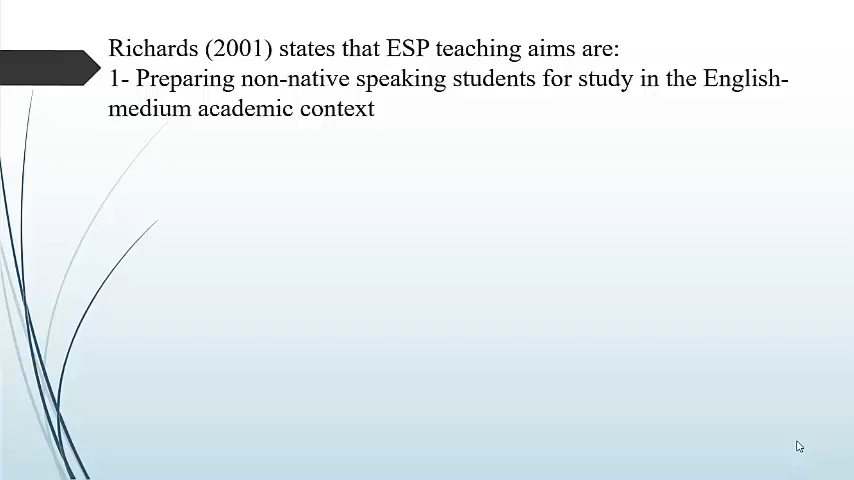 Richards (2001) states that ESP teaching aims are:
1- Preparing non-native speaking students for study in the English-
medium academic context